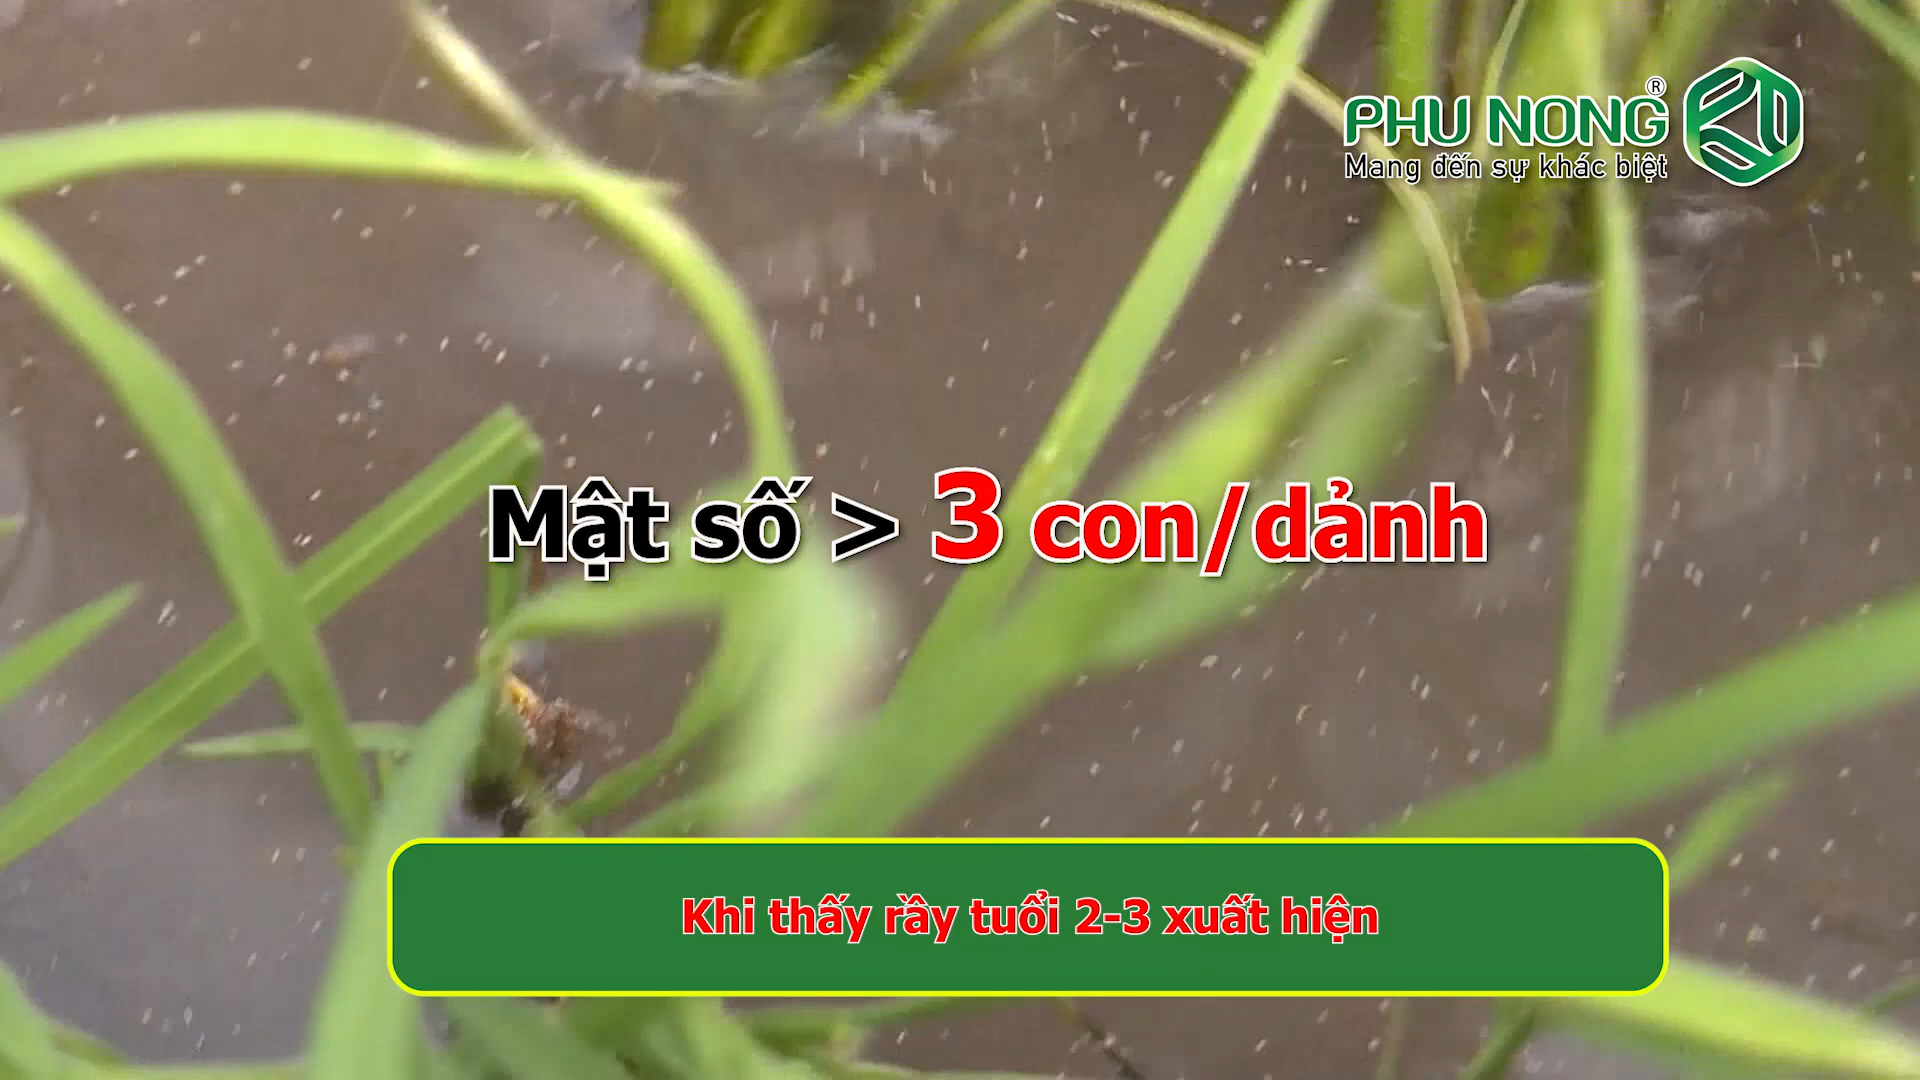 PHU NONG®
Mang đến sự khác biệt
Mật số > 3 con/dảnh
Khi thấy rầy tuổi 2-3 xuất hiện